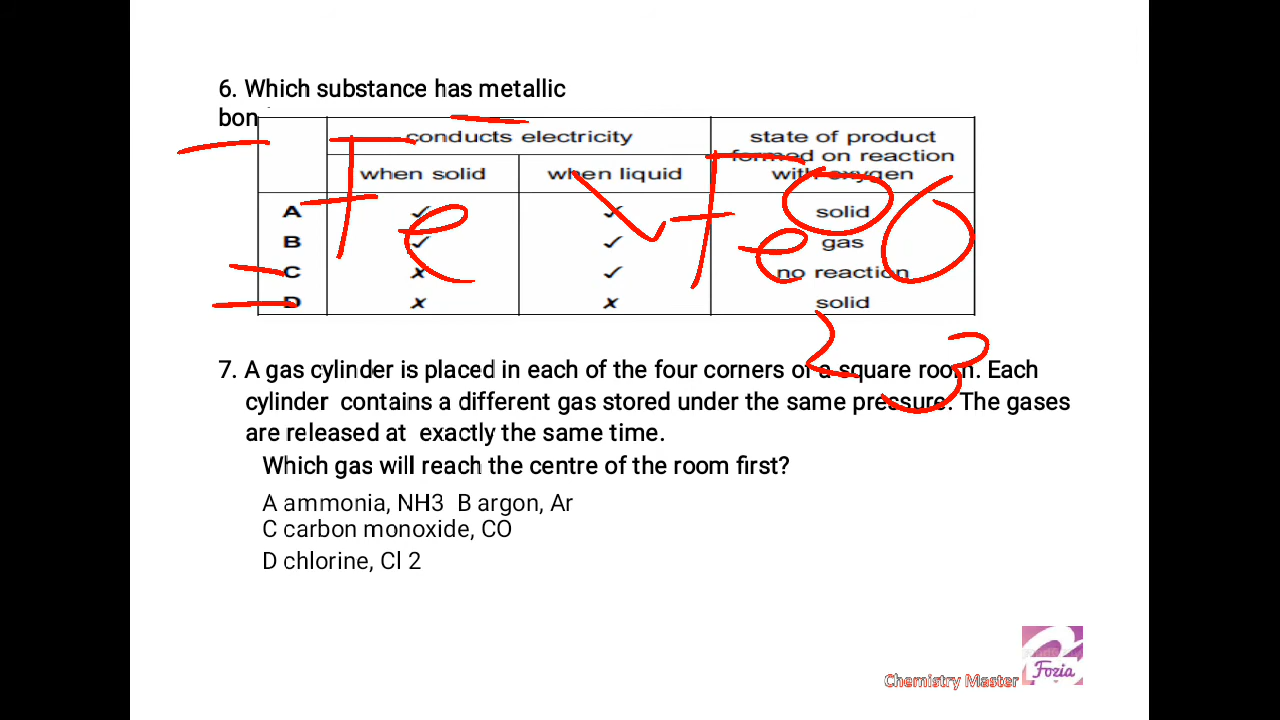 6. Which substance has metallic
bon
conducts electricity state of product
formed on reaction
when solid when liquid with oxygen
A ✓ ✓ solid
B ✓ ✓ gas
C x ✓ no reaction
D x x solid
Fe Fe O
2 3
7. A gas cylinder is placed in each of the four corners of a square room. Each
cylinder contains a different gas stored under the same pressure. The gases
are released at exactly the same time.
Which gas will reach the centre of the room first?
A ammonia, NH3 B argon, Ar
C carbon monoxide, CO
D chlorine, Cl 2
Chemistry Master
Fozia